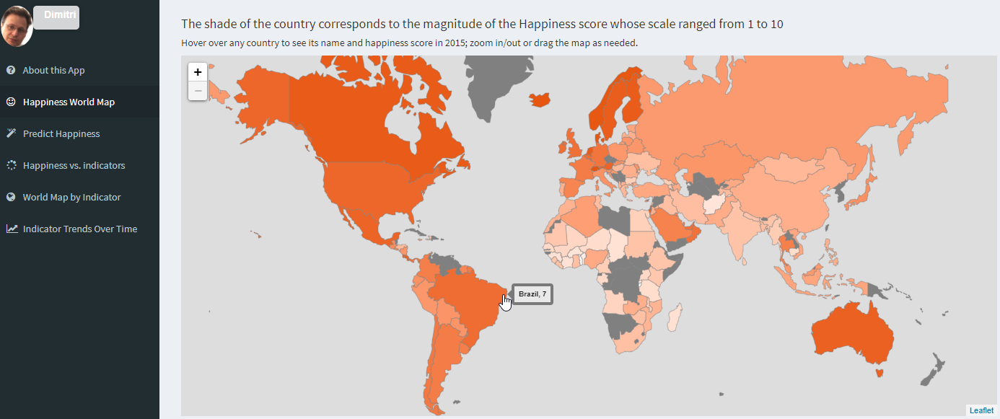 Dimitri
About this App
Happiness World Map
Predict Happiness
Happiness vs. indicators
World Map by Indicator
Indicator Trends Over Time
The shade of the country corresponds to the magnitude of the Happiness score whose scale ranged from 1 to 10
Hover over any country to see its name and happiness score in 2015; zoom in/out or drag the map as needed.
+
−
Brazil, 7
Leaflet